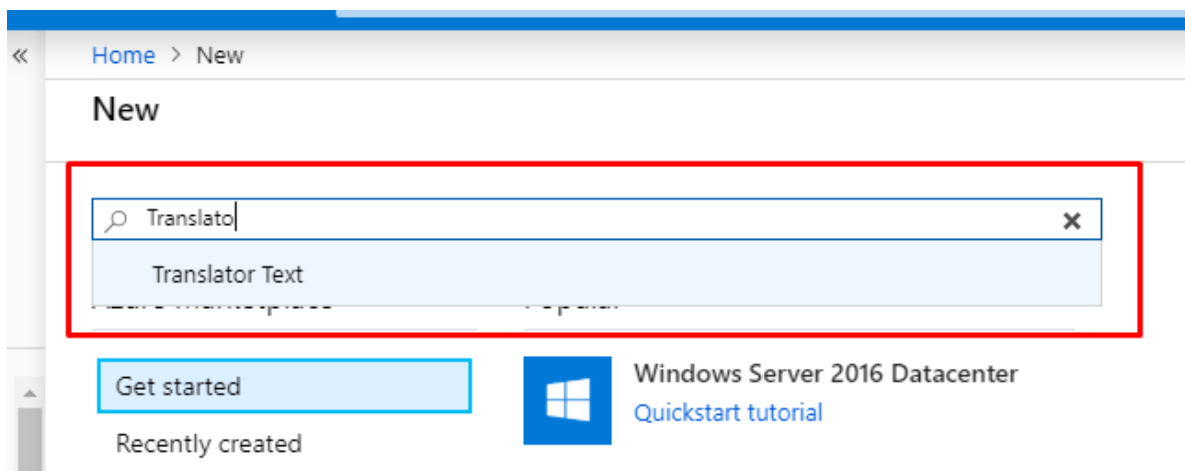 Home > New
New
Translato
Translator Text
Get started
Windows Server 2016 Datacenter
Quickstart tutorial
Recently created